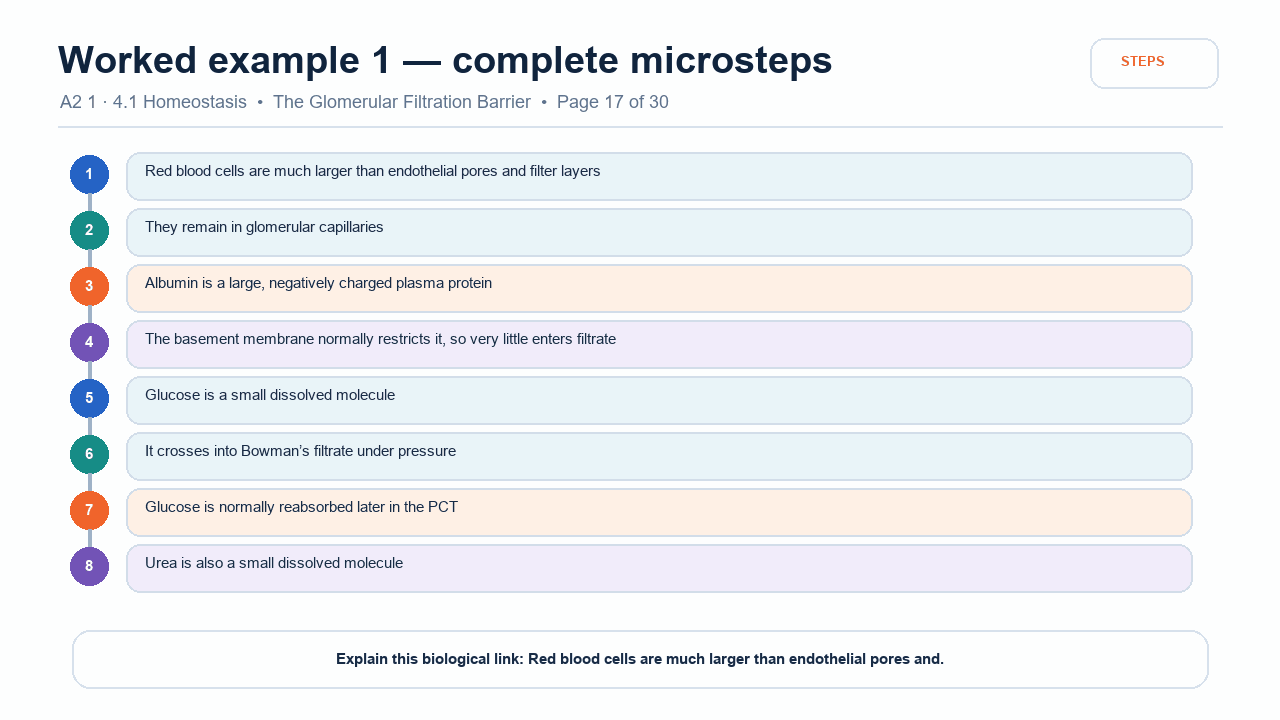 Worked example 1 — complete microsteps
STEPS
A2 1 · 4.1 Homeostasis • The Glomerular Filtration Barrier • Page 17 of 30
1 Red blood cells are much larger than endothelial pores and filter layers
2 They remain in glomerular capillaries
3 Albumin is a large, negatively charged plasma protein
4 The basement membrane normally restricts it, so very little enters filtrate
5 Glucose is a small dissolved molecule
6 It crosses into Bowman’s filtrate under pressure
7 Glucose is normally reabsorbed later in the PCT
8 Urea is also a small dissolved molecule
Explain this biological link: Red blood cells are much larger than endothelial pores and.